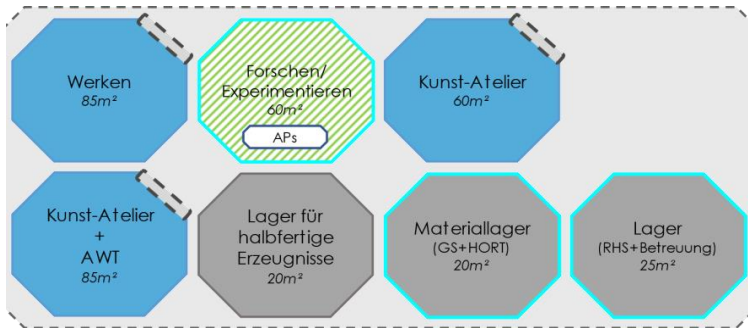 Werken
85m²
Forschen/
Experimentieren
60m²
APs
Kunst-Atelier
60m²
Kunst-Atelier
+
AWT
85m²
Lager für
halbfertige
Erzeugnisse
20m²
Materiallager
(GS+HORT)
20m²
Lager
(RHS+Betreuung)
25m²